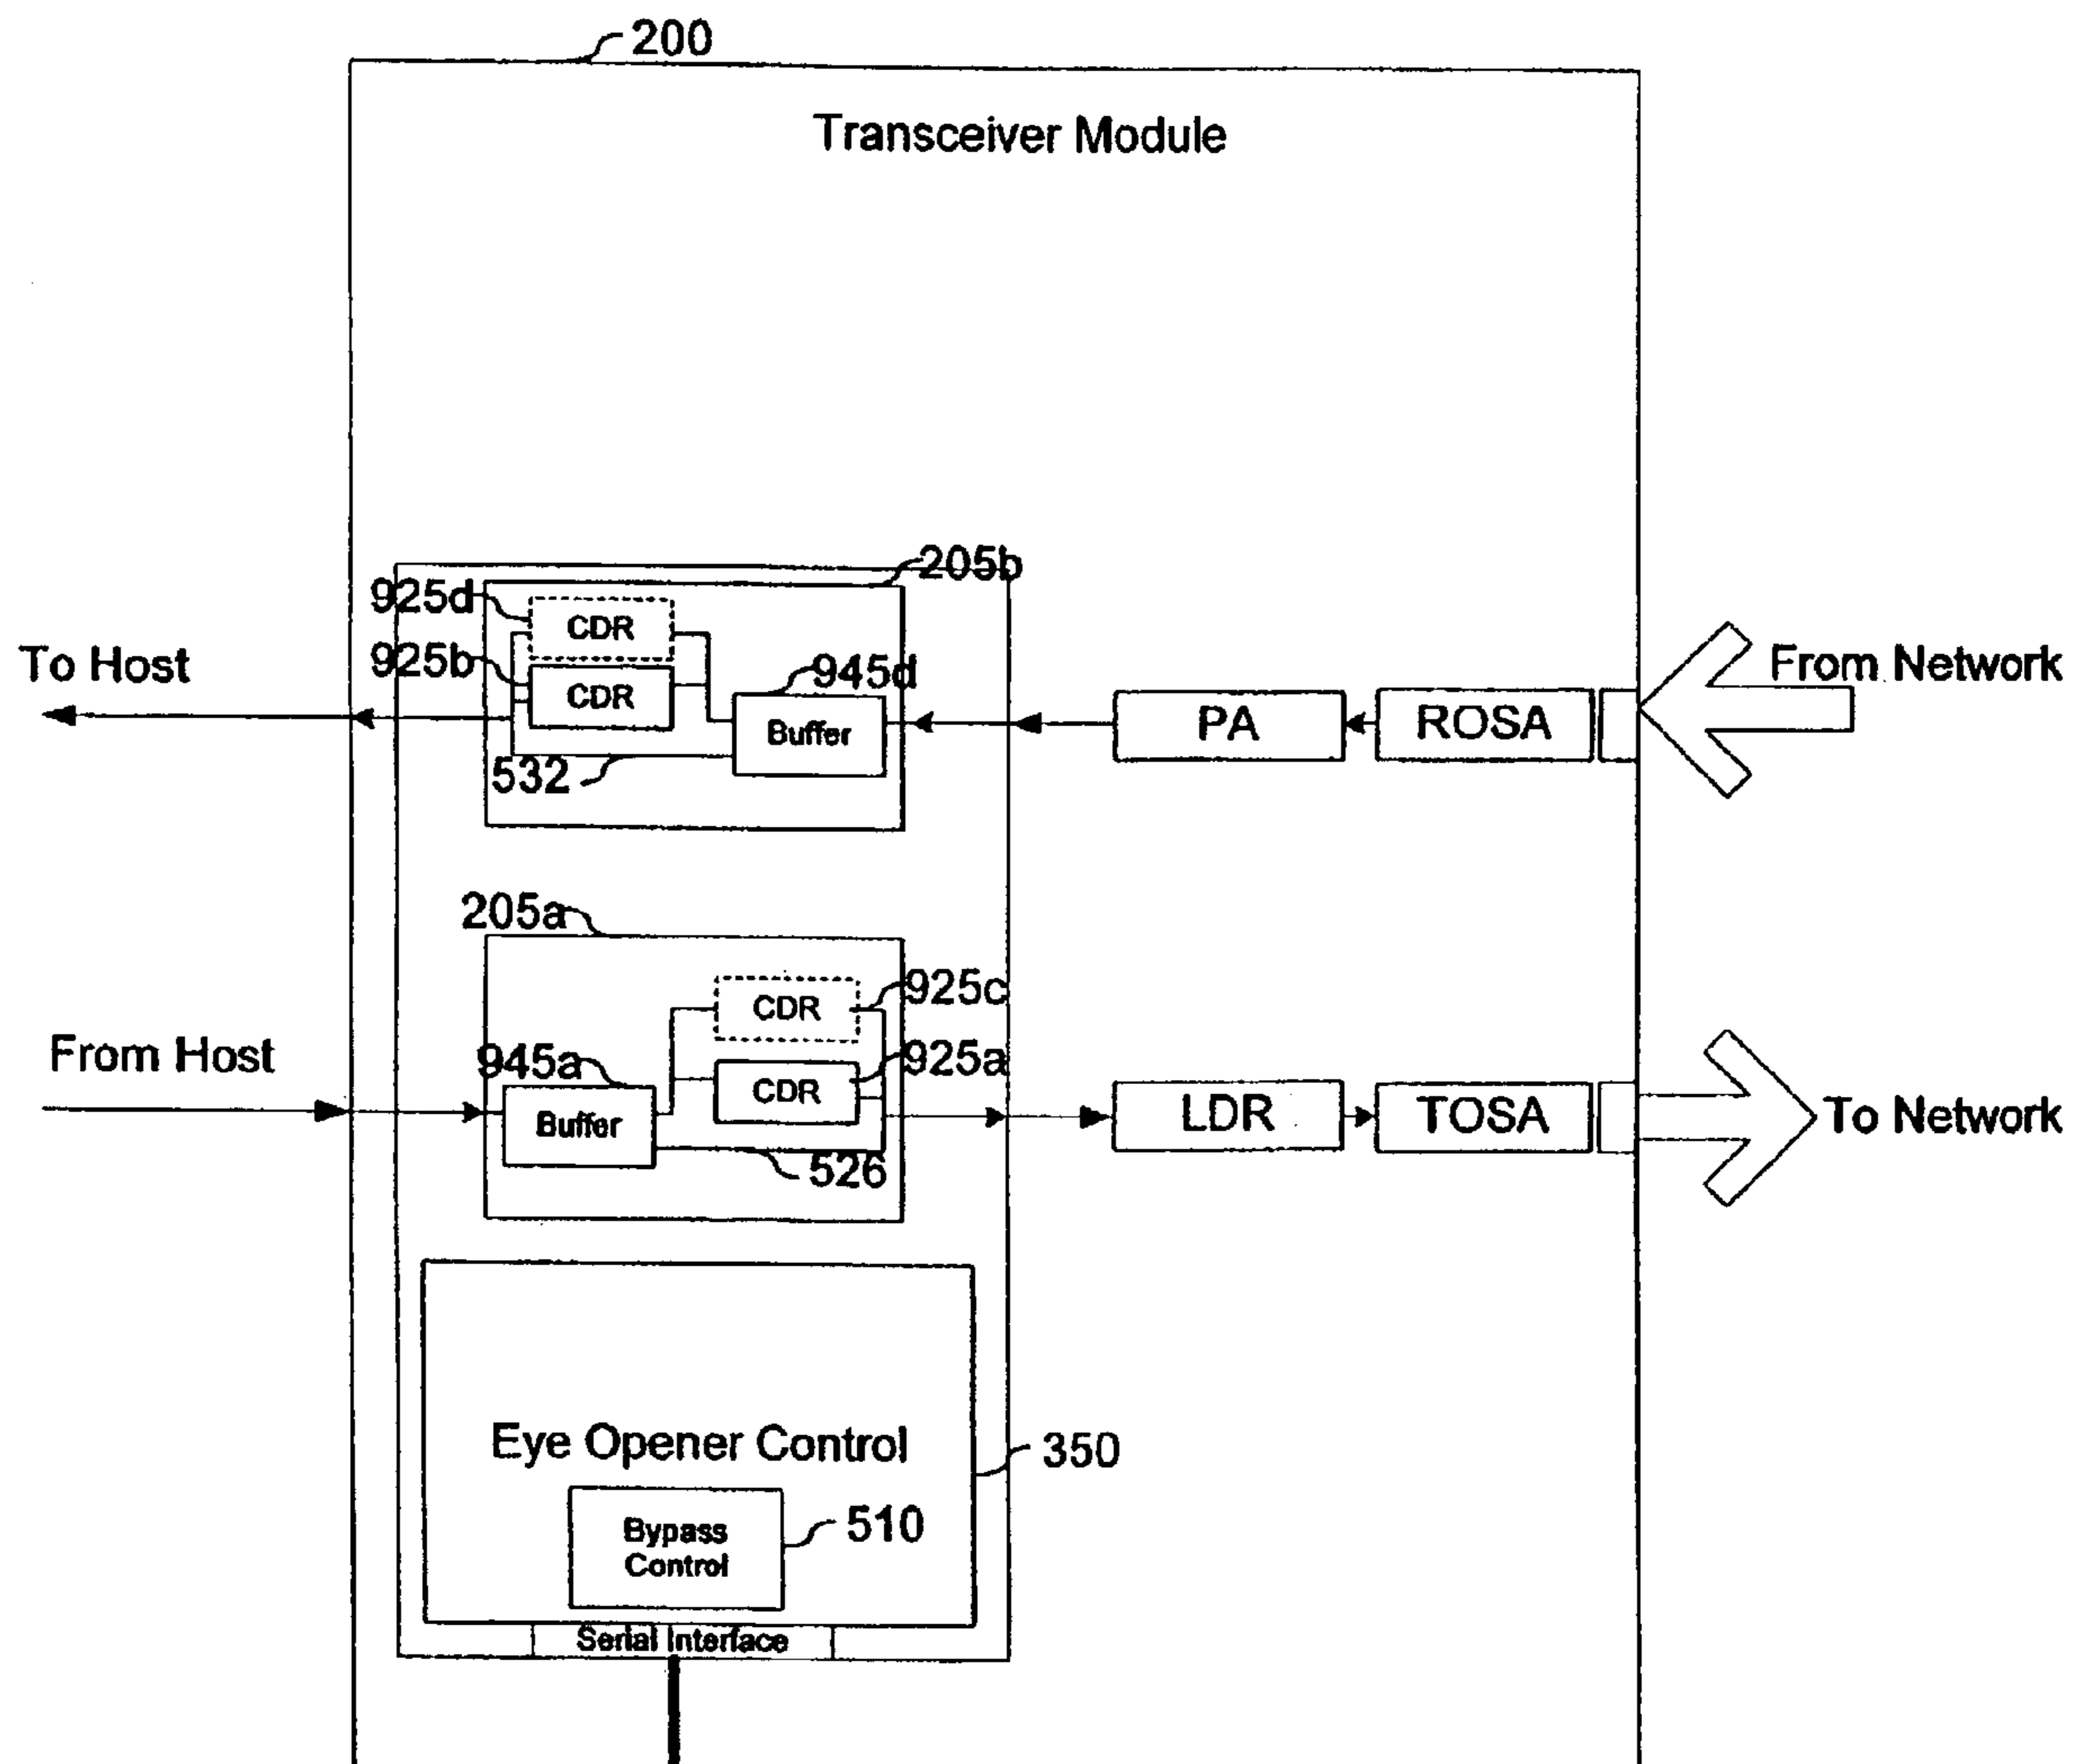 200
Transceiver Module
205b
925d
CDR
To Host
925b
CDR
945d
Buffer
PA
ROSA
From Network
532
205a
CDR
925c
From Host
945a
Buffer
CDR
925a
LDR
TOSA
To Network
526
Eye Opener Control
350
Bypass
Control
510
Serial Interface